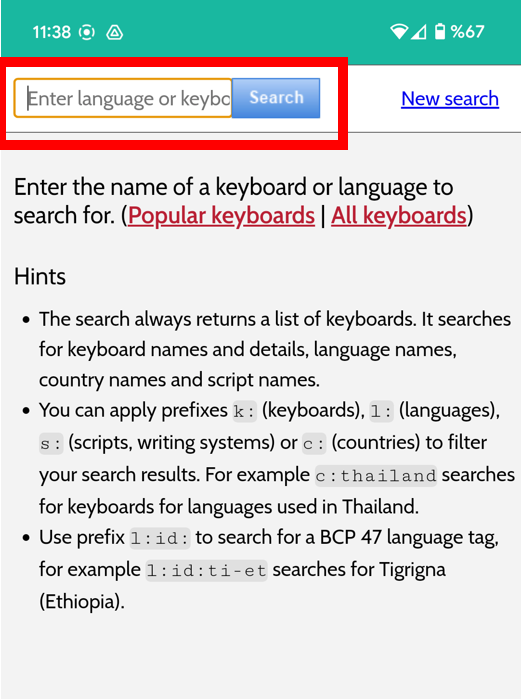 11:38 %67
Enter language or keybo Search New search
Enter the name of a keyboard or language to
search for. (Popular keyboards | All keyboards)
Hints
• The search always returns a list of keyboards. It searches
for keyboard names and details, language names,
country names and script names.
• You can apply prefixes k: (keyboards), l: (languages),
s: (scripts, writing systems) or c: (countries) to filter
your search results. For example c:thailand searches
for keyboards for languages used in Thailand.
• Use prefix l:id: to search for a BCP 47 language tag,
for example l:id:ti-et searches for Tigrigna
(Ethiopia).